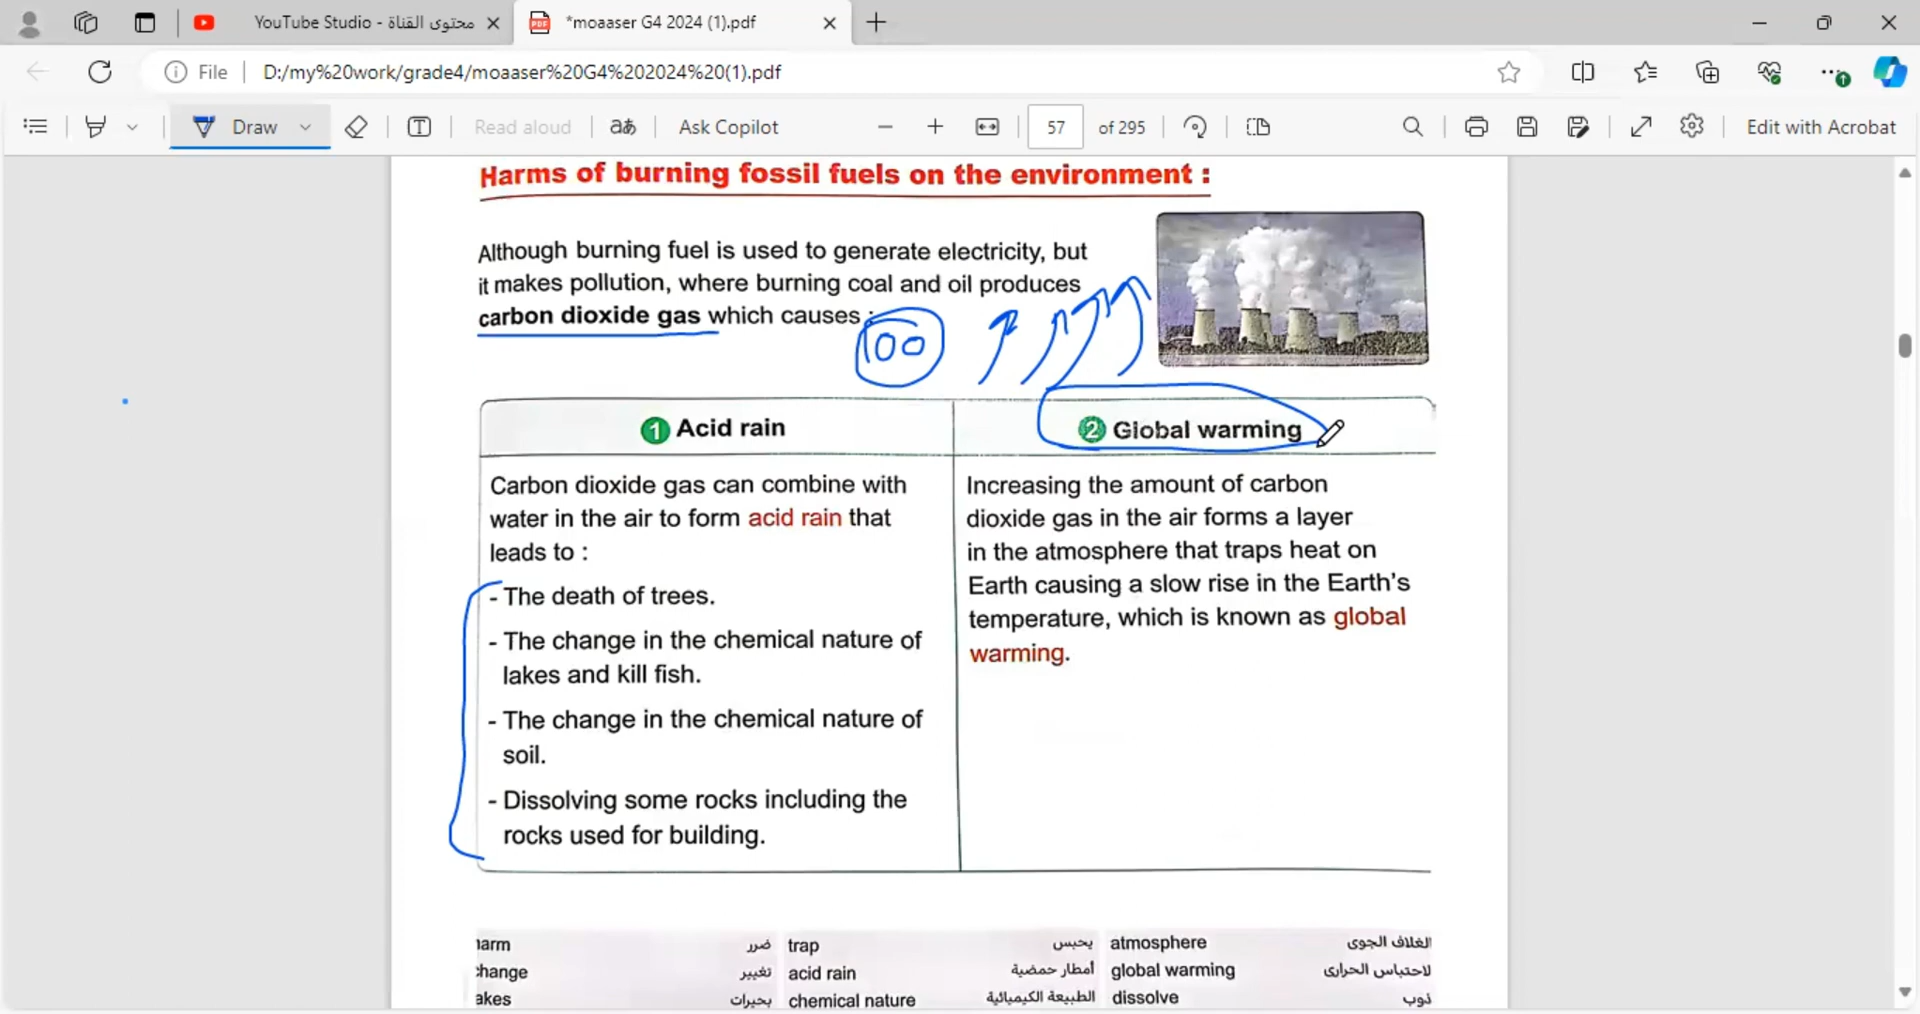 YouTube Studio - محتوى القناة
*moaaser G4 2024 (1).pdf
File
D:/my%20work/grade4/moaaser%20G4%202024%20(1).pdf
Draw
Read aloud
aあ
Ask Copilot
57
of 295
Edit with Acrobat
Harms of burning fossil fuels on the environment :
Although burning fuel is used to generate electricity, but
it makes pollution, where burning coal and oil produces
carbon dioxide gas which causes :
100
1 Acid rain
Carbon dioxide gas can combine with
water in the air to form acid rain that
leads to :
- The death of trees.
- The change in the chemical nature of
lakes and kill fish.
- The change in the chemical nature of
soil.
- Dissolving some rocks including the
rocks used for building.
2 Global warming
Increasing the amount of carbon
dioxide gas in the air forms a layer
in the atmosphere that traps heat on
Earth causing a slow rise in the Earth's
temperature, which is known as global
warming.
harm ضرر trap يحبس atmosphere الغلاف الجوى
change تغيير acid rain أمطار حمضية global warming لاحتباس الحرارى
akes بحيرات chemical nature الطبيعة الكيميائية dissolve ذوب